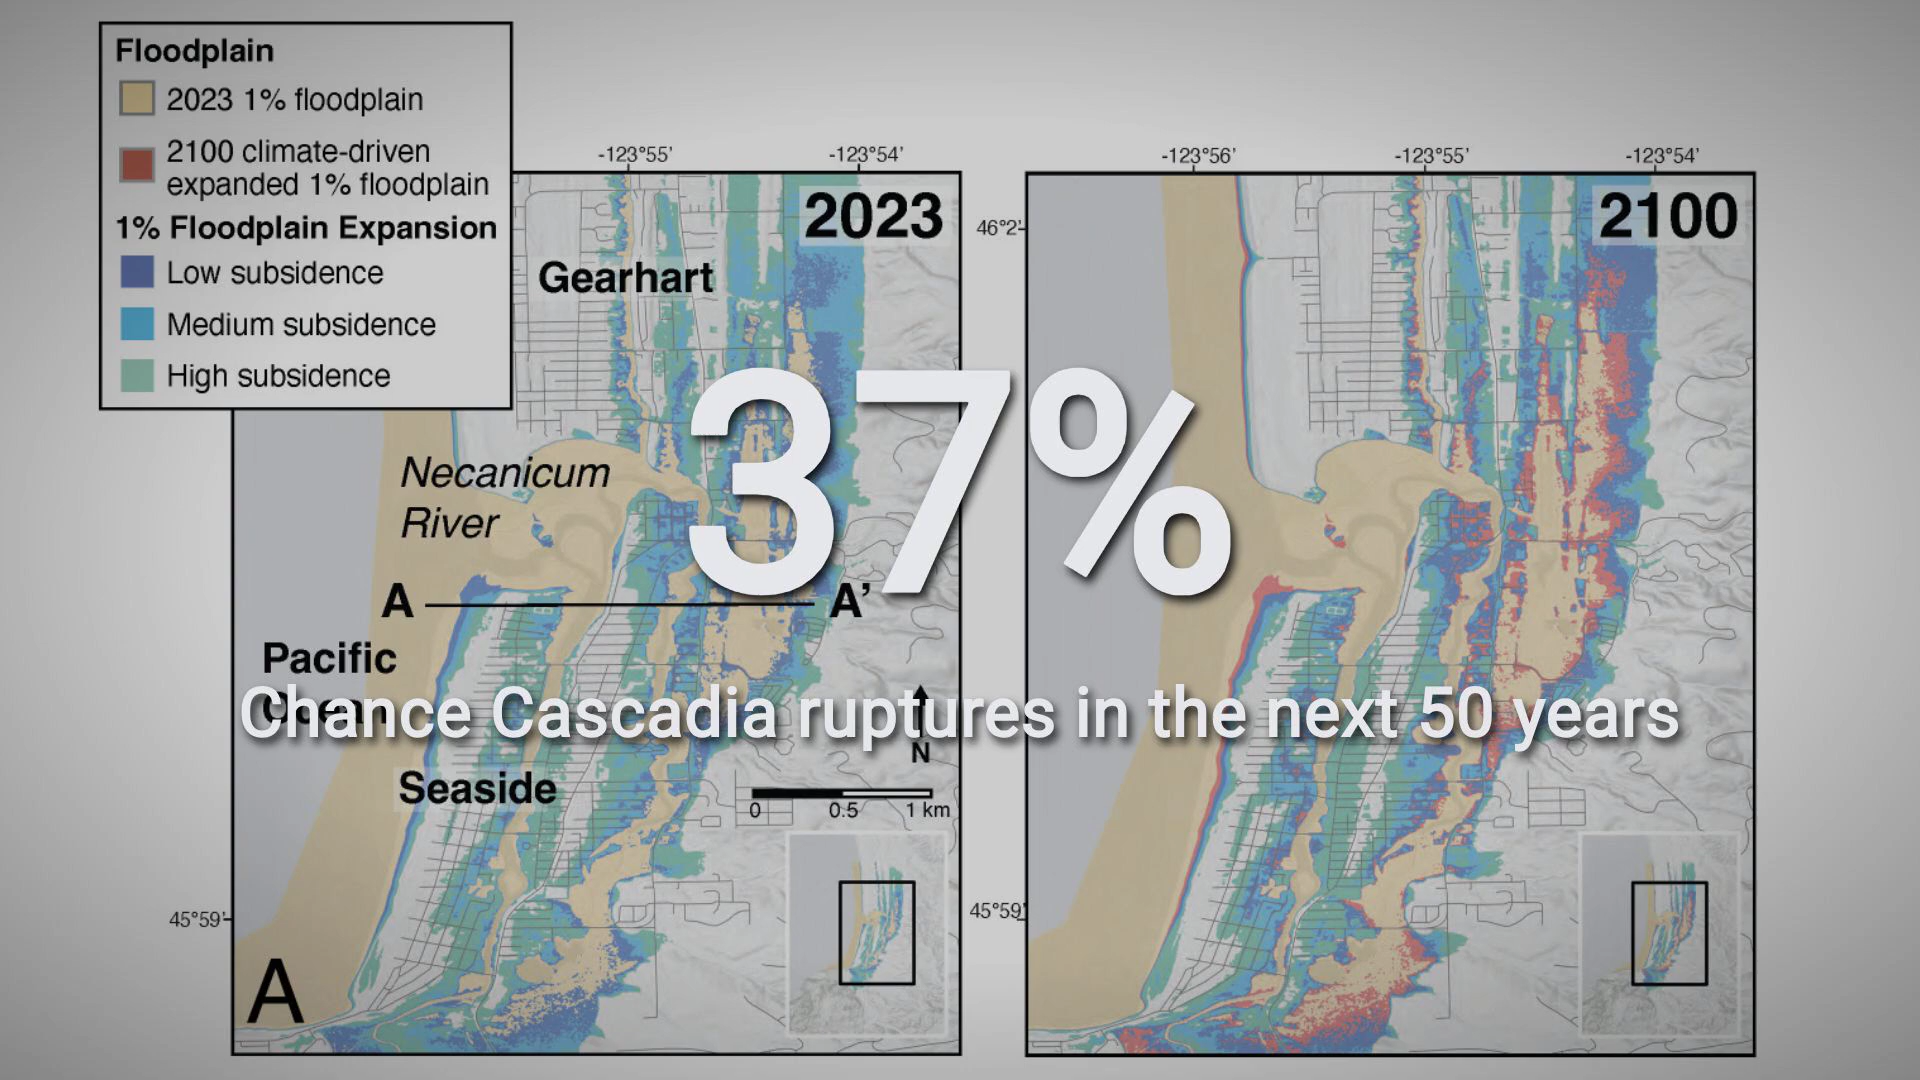 Floodplain
2023 1% floodplain
2100 climate-driven
expanded 1% floodplain
1% Floodplain Expansion
Low subsidence
Medium subsidence
High subsidence
-123°55'
-123°54'
-123°56'
-123°55'
-123°54'
2023
2100
46°2'
Gearhart
37%
Necanicum
River
A
A’
Pacific
Ocean
Chance Cascadia ruptures in the next 50 years
N
Seaside
0
0.5
1 km
45°59'
45°59'
A